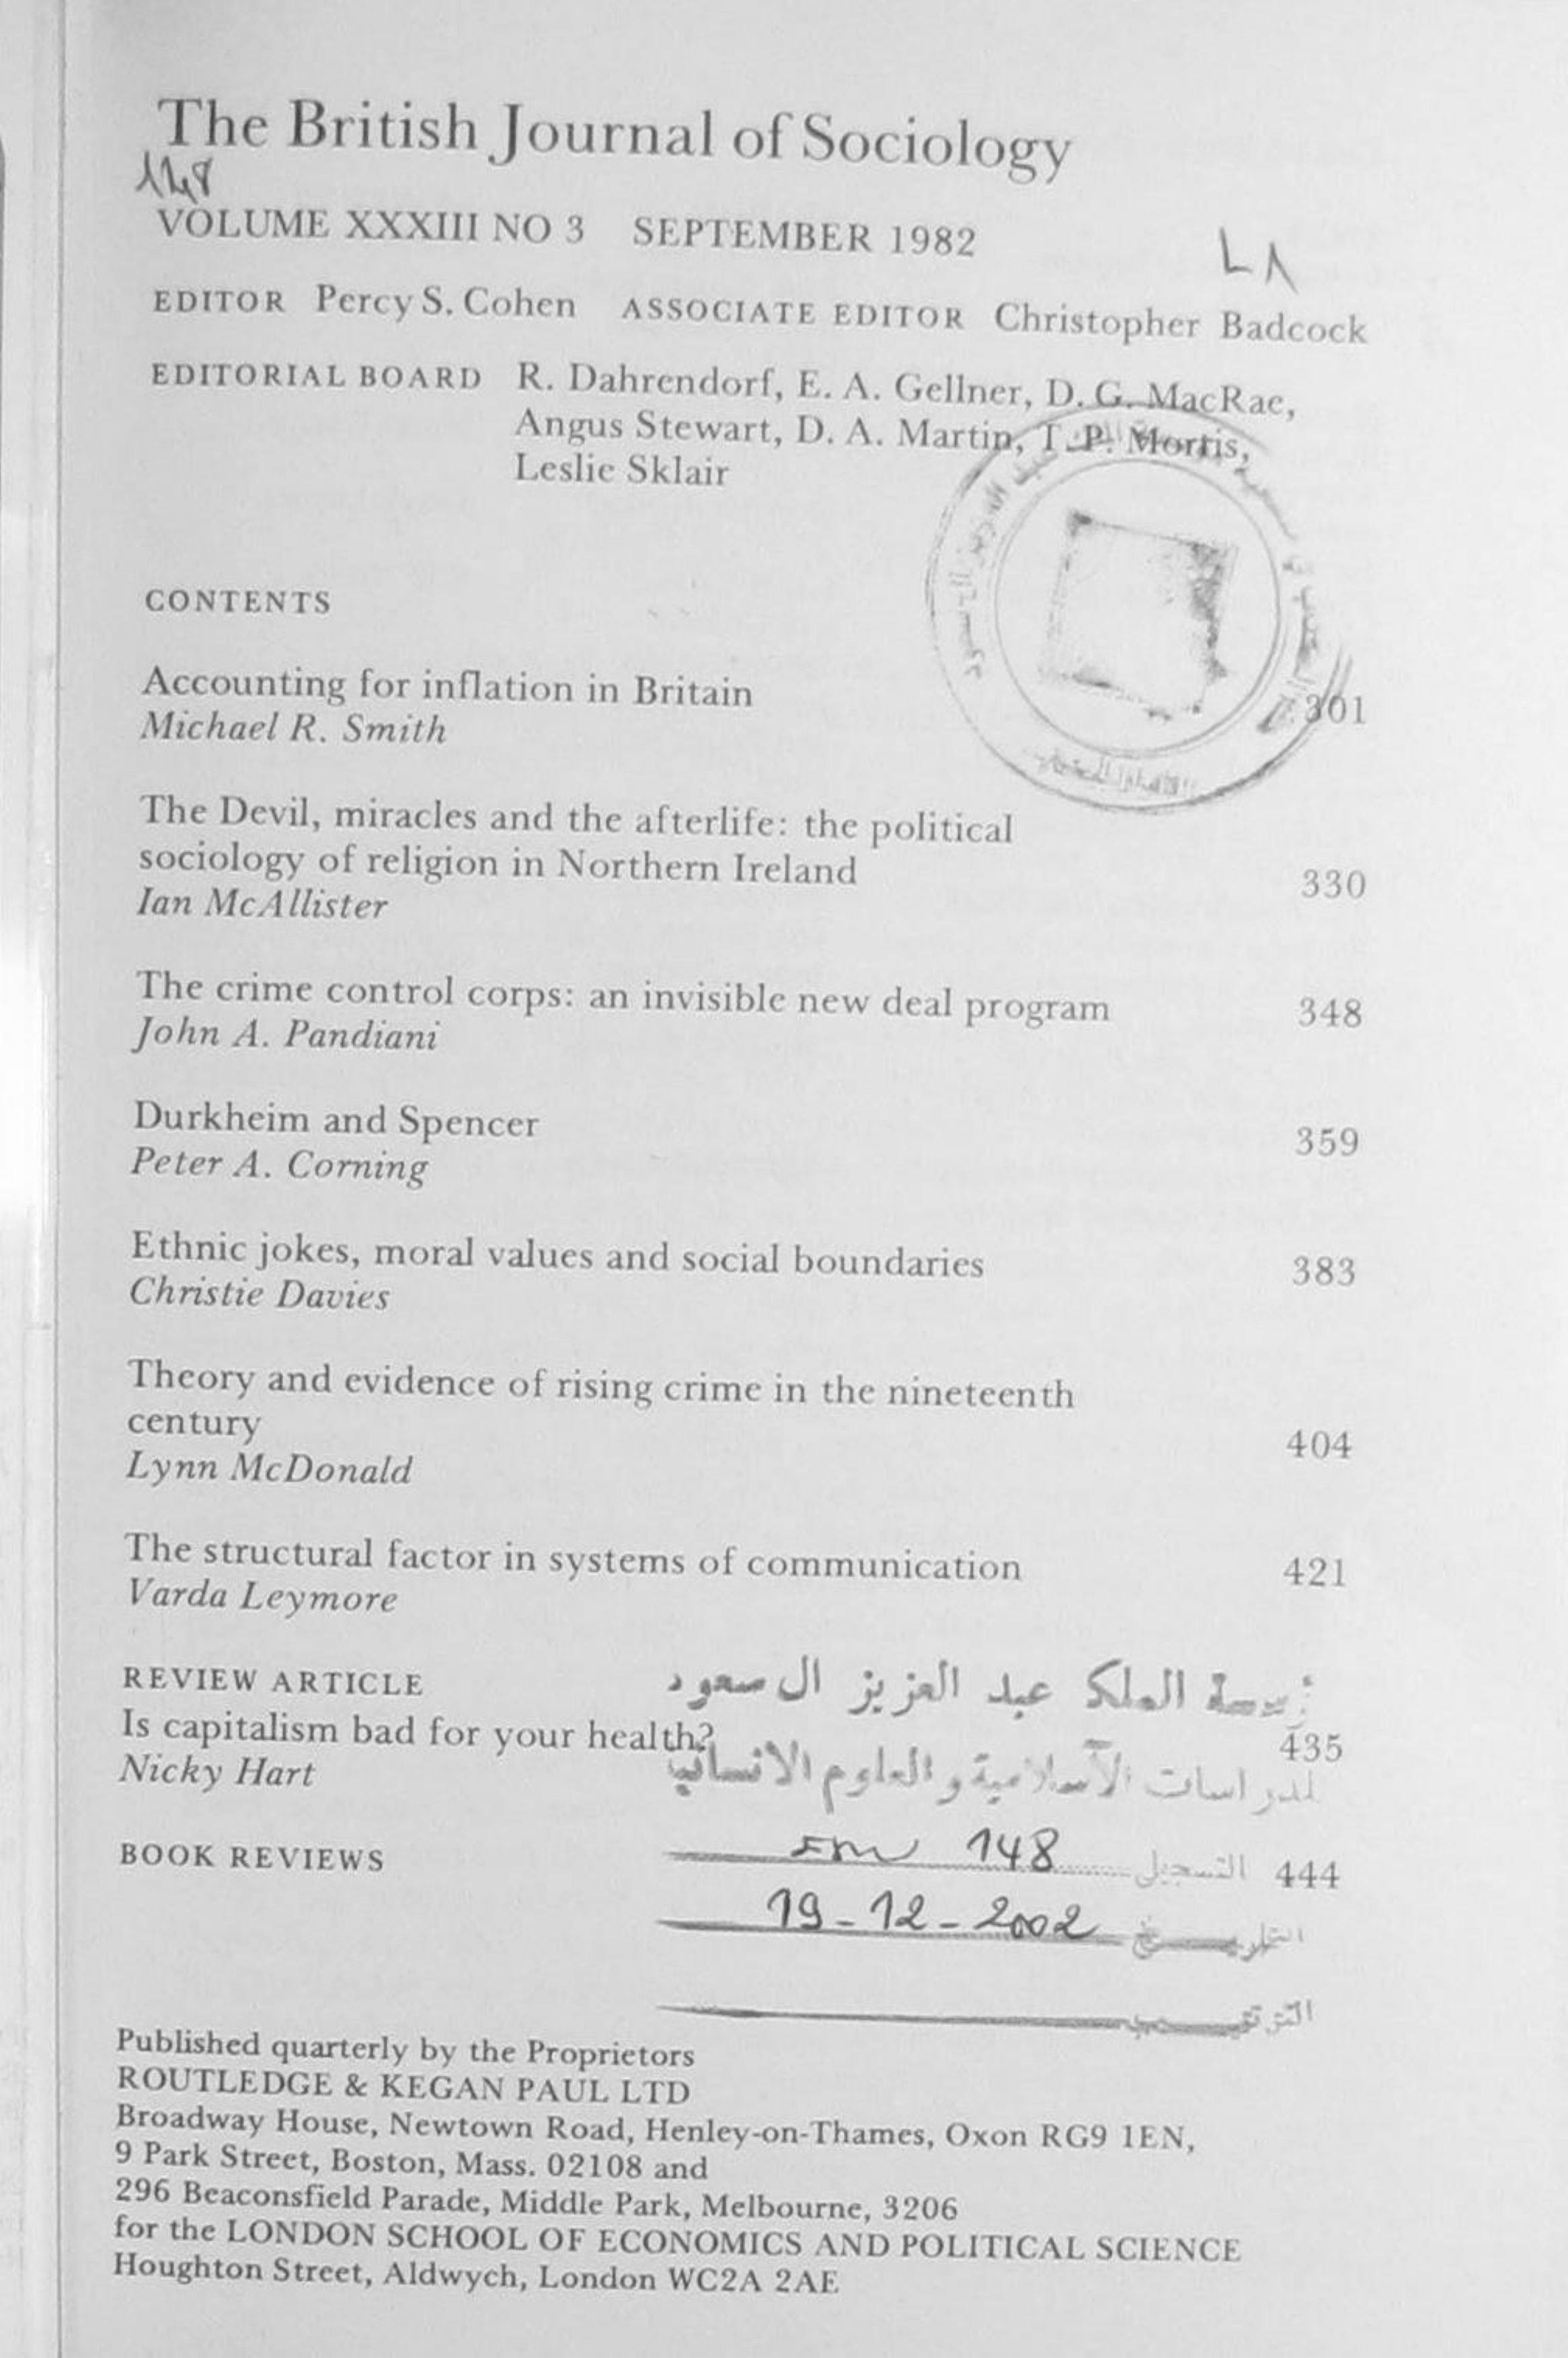 The British Journal of Sociology
148
VOLUME XXXIII NO 3 SEPTEMBER 1982
LA
EDITOR Percy S. Cohen ASSOCIATE EDITOR Christopher Badcock
EDITORIAL BOARD R. Dahrendorf, E. A. Gellner, D. G. MacRae,
Angus Stewart, D. A. Martin, T. P. Morris,
Leslie Sklair
CONTENTS
Accounting for inflation in Britain
Michael R. Smith 301
The Devil, miracles and the afterlife: the political
sociology of religion in Northern Ireland 330
Ian McAllister
The crime control corps: an invisible new deal program 348
John A. Pandiani
Durkheim and Spencer 359
Peter A. Corning
Ethnic jokes, moral values and social boundaries 383
Christie Davies
Theory and evidence of rising crime in the nineteenth
century 404
Lynn McDonald
The structural factor in systems of communication 421
Varda Leymore
REVIEW ARTICLE
الملك عبد العزيز ال سعود
Is capitalism bad for your health? 435
Nicky Hart
لدراسات الآسلامية و العلوم الانسانية
BOOK REVIEWS 444
التسجيل 148
التاريخ 19-12-2002
Published quarterly by the Proprietors
ROUTLEDGE & KEGAN PAUL LTD
Broadway House, Newtown Road, Henley-on-Thames, Oxon RG9 1EN,
9 Park Street, Boston, Mass. 02108 and
296 Beaconsfield Parade, Middle Park, Melbourne, 3206
for the LONDON SCHOOL OF ECONOMICS AND POLITICAL SCIENCE
Houghton Street, Aldwych, London WC2A 2AE